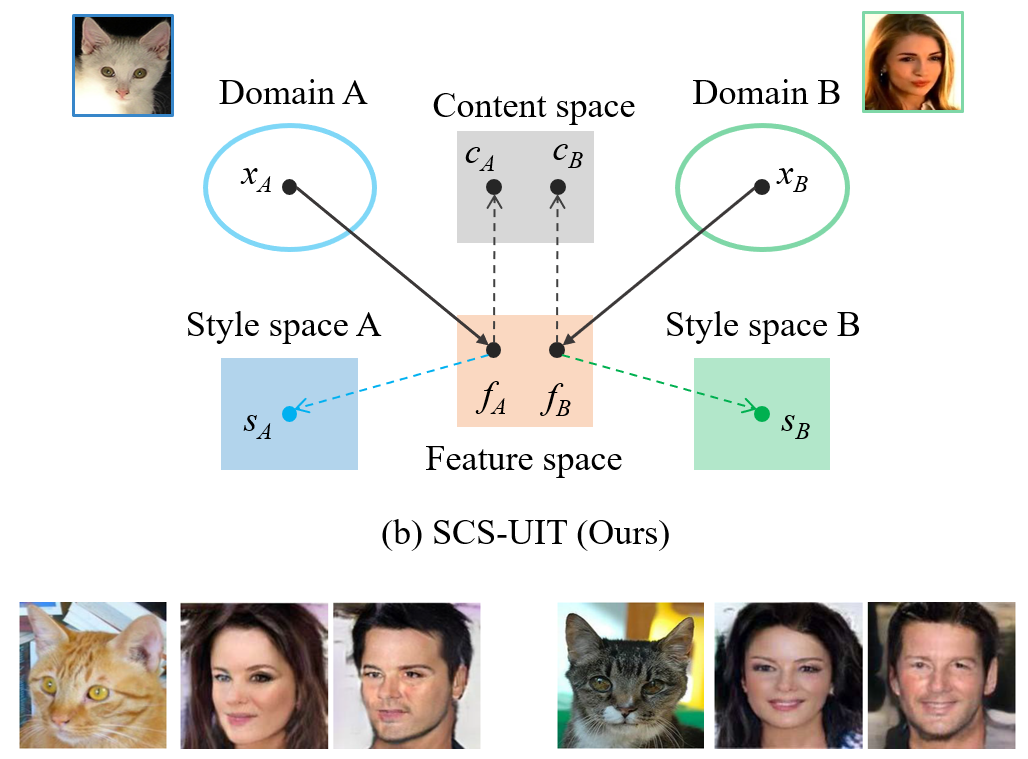 Domain A
Content space
Domain B
x_A
c_A
c_B
x_B
Style space A
Style space B
s_A
f_A
f_B
s_B
Feature space
(b) SCS-UIT (Ours)